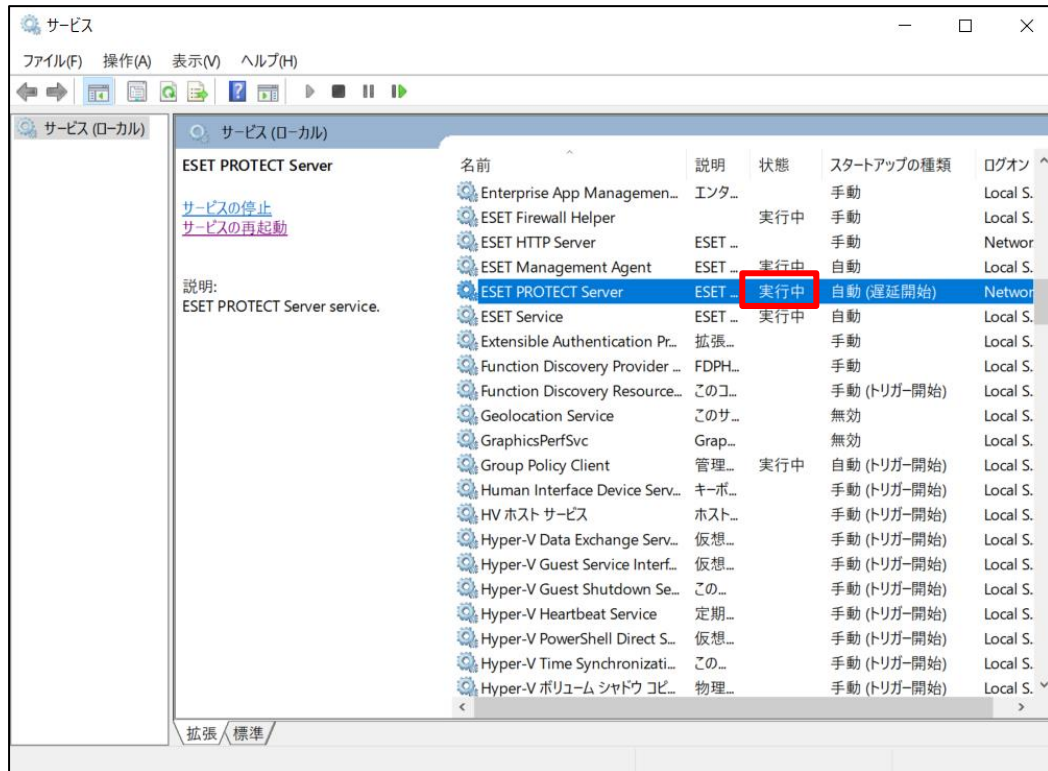 サービス
ファイル(F) 操作(A) 表示(V) ヘルプ(H)
サービス (ローカル)
サービス (ローカル)
ESET PROTECT Server
サービスの停止
サービスの再起動
説明:
ESET PROTECT Server service.
名前 説明 状態 スタートアップの種類 ログオン
Enterprise App Managemen... エンタ... 手動 Local S.
ESET Firewall Helper 実行中 手動 Local S.
ESET HTTP Server ESET ... 手動 Networ
ESET Management Agent ESET ... 実行中 自動 Local S.
ESET PROTECT Server ESET ... 実行中 自動 (遅延開始) Networ
ESET Service ESET ... 実行中 自動 Local S.
Extensible Authentication Pr... 拡張... 手動 Local S.
Function Discovery Provider ... FDPH... 手動 Local S.
Function Discovery Resource... このコ... 手動 (トリガー開始) Local S.
Geolocation Service このサ... 無効 Local S.
GraphicsPerfSvc Grap... 無効 Local S.
Group Policy Client 管理... 実行中 自動 (トリガー開始) Local S.
Human Interface Device Serv... キーボ... 手動 (トリガー開始) Local S.
HV ホスト サービス ホスト... 手動 (トリガー開始) Local S.
Hyper-V Data Exchange Serv... 仮想... 手動 (トリガー開始) Local S.
Hyper-V Guest Service Interf... 仮想... 手動 (トリガー開始) Local S.
Hyper-V Guest Shutdown Se... この... 手動 (トリガー開始) Local S.
Hyper-V Heartbeat Service 定期... 手動 (トリガー開始) Local S.
Hyper-V PowerShell Direct S... 仮想... 手動 (トリガー開始) Local S.
Hyper-V Time Synchronizati... この... 手動 (トリガー開始) Local S.
Hyper-V ボリューム シャドウ コピ... 物理... 手動 (トリガー開始) Local S.
拡張 標準